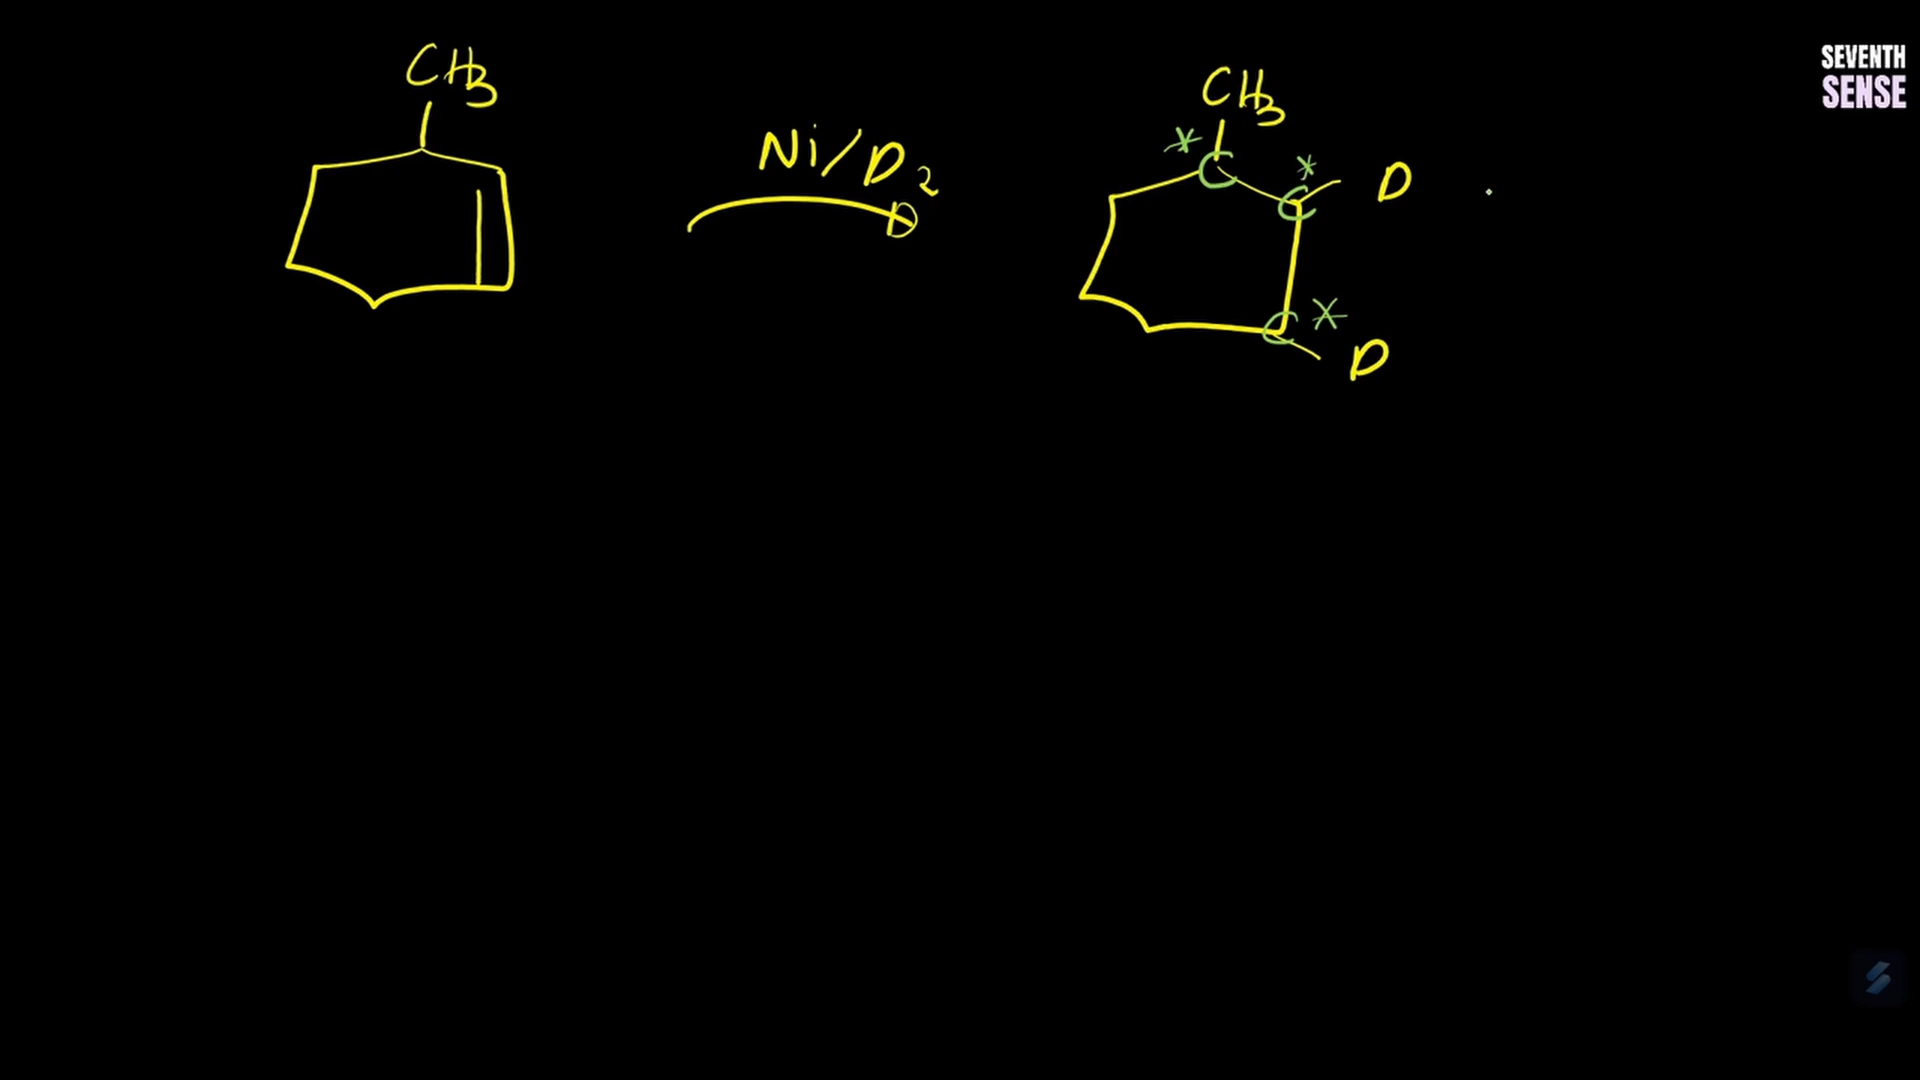 SEVENTH
SENSE
CH3
Ni/D2
D
CH3
* C
* C D
C *
D